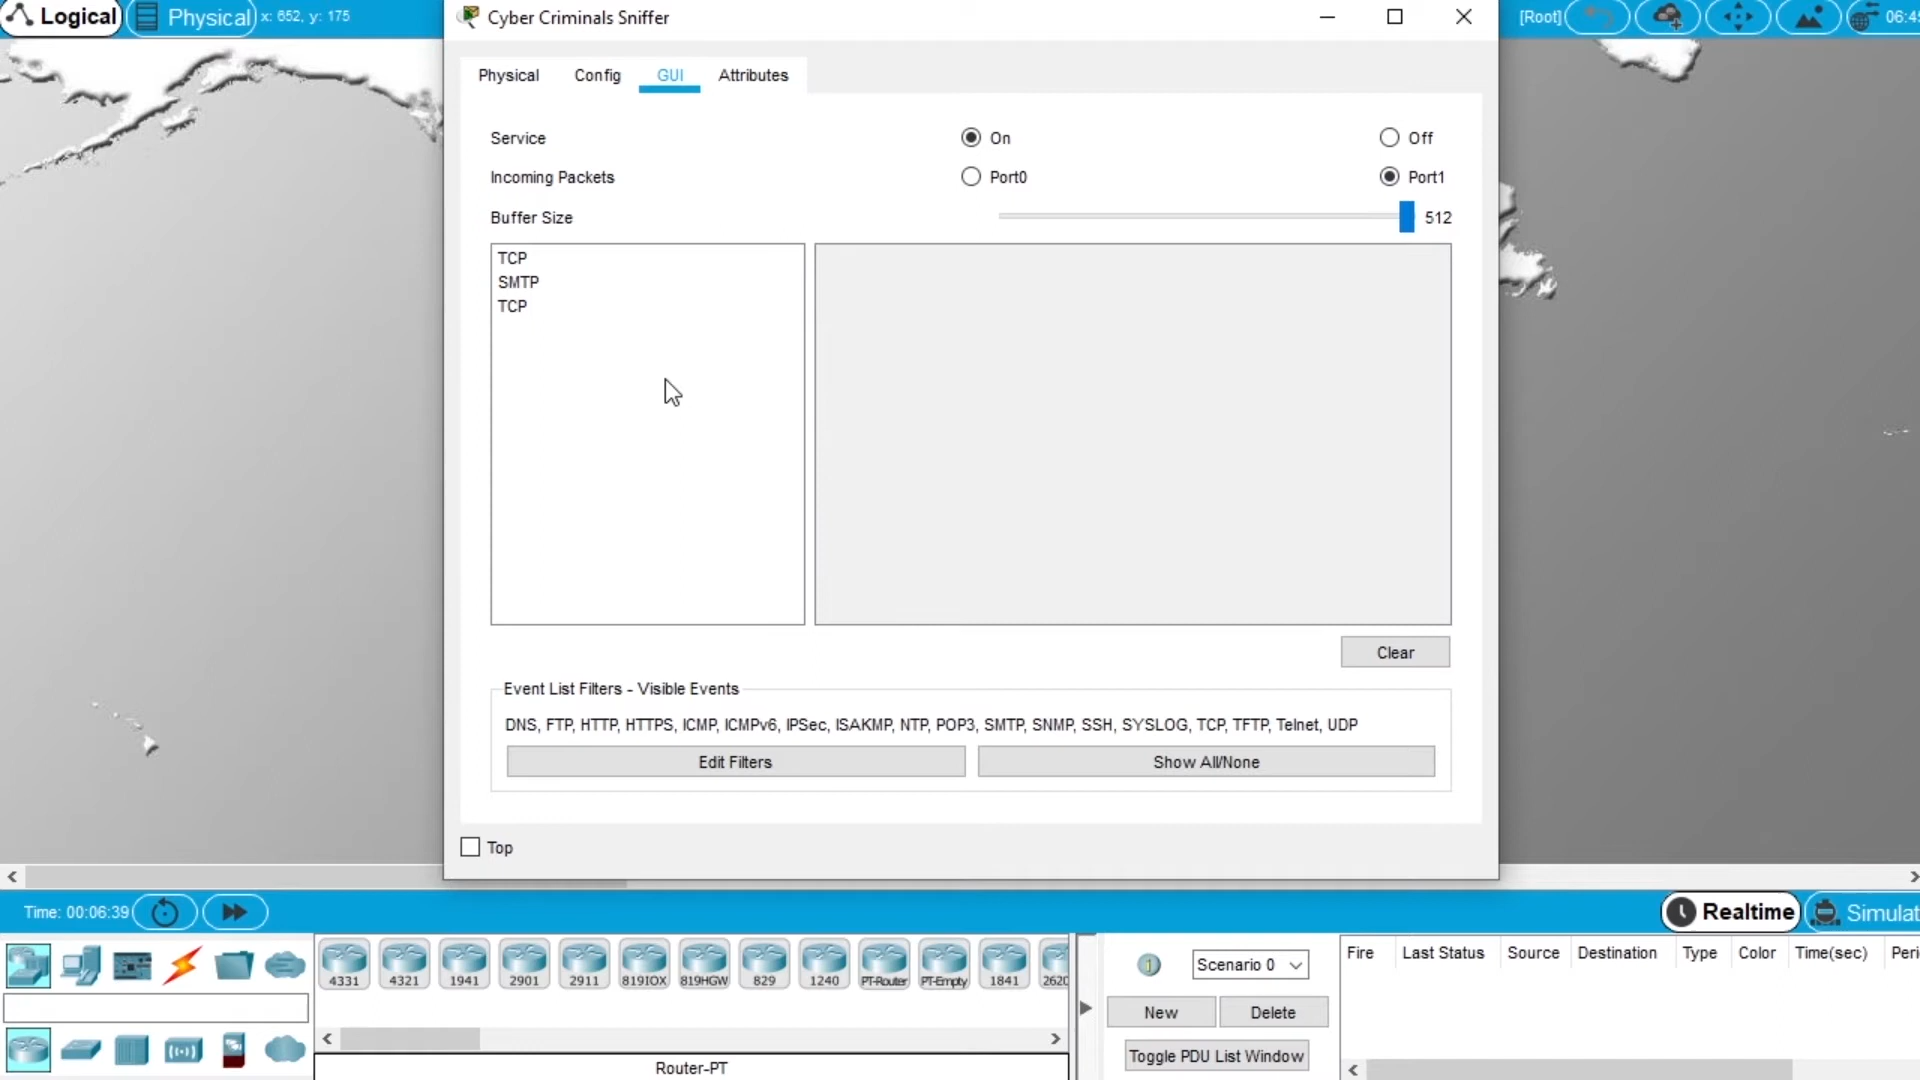 Logical
Physical
x: 652, y: 175
Cyber Criminals Sniffer
[Root]
06:45
Physical
Config
GUI
Attributes
Service
On
Off
Incoming Packets
Port0
Port1
Buffer Size
512
TCP
SMTP
TCP
Clear
Event List Filters - Visible Events
DNS, FTP, HTTP, HTTPS, ICMP, ICMPv6, IPSec, ISAKMP, NTP, POP3, SMTP, SNMP, SSH, SYSLOG, TCP, TFTP, Telnet, UDP
Edit Filters
Show All/None
Top
Time: 00:06:39
Realtime
Simulat
4331
4321
1941
2901
2911
819IOX
819HGW
829
1240
PT-Router
PT-Empty
1841
2620
Router-PT
Scenario 0
New
Delete
Toggle PDU List Window
Fire
Last Status
Source
Destination
Type
Color
Time(sec)
Peri